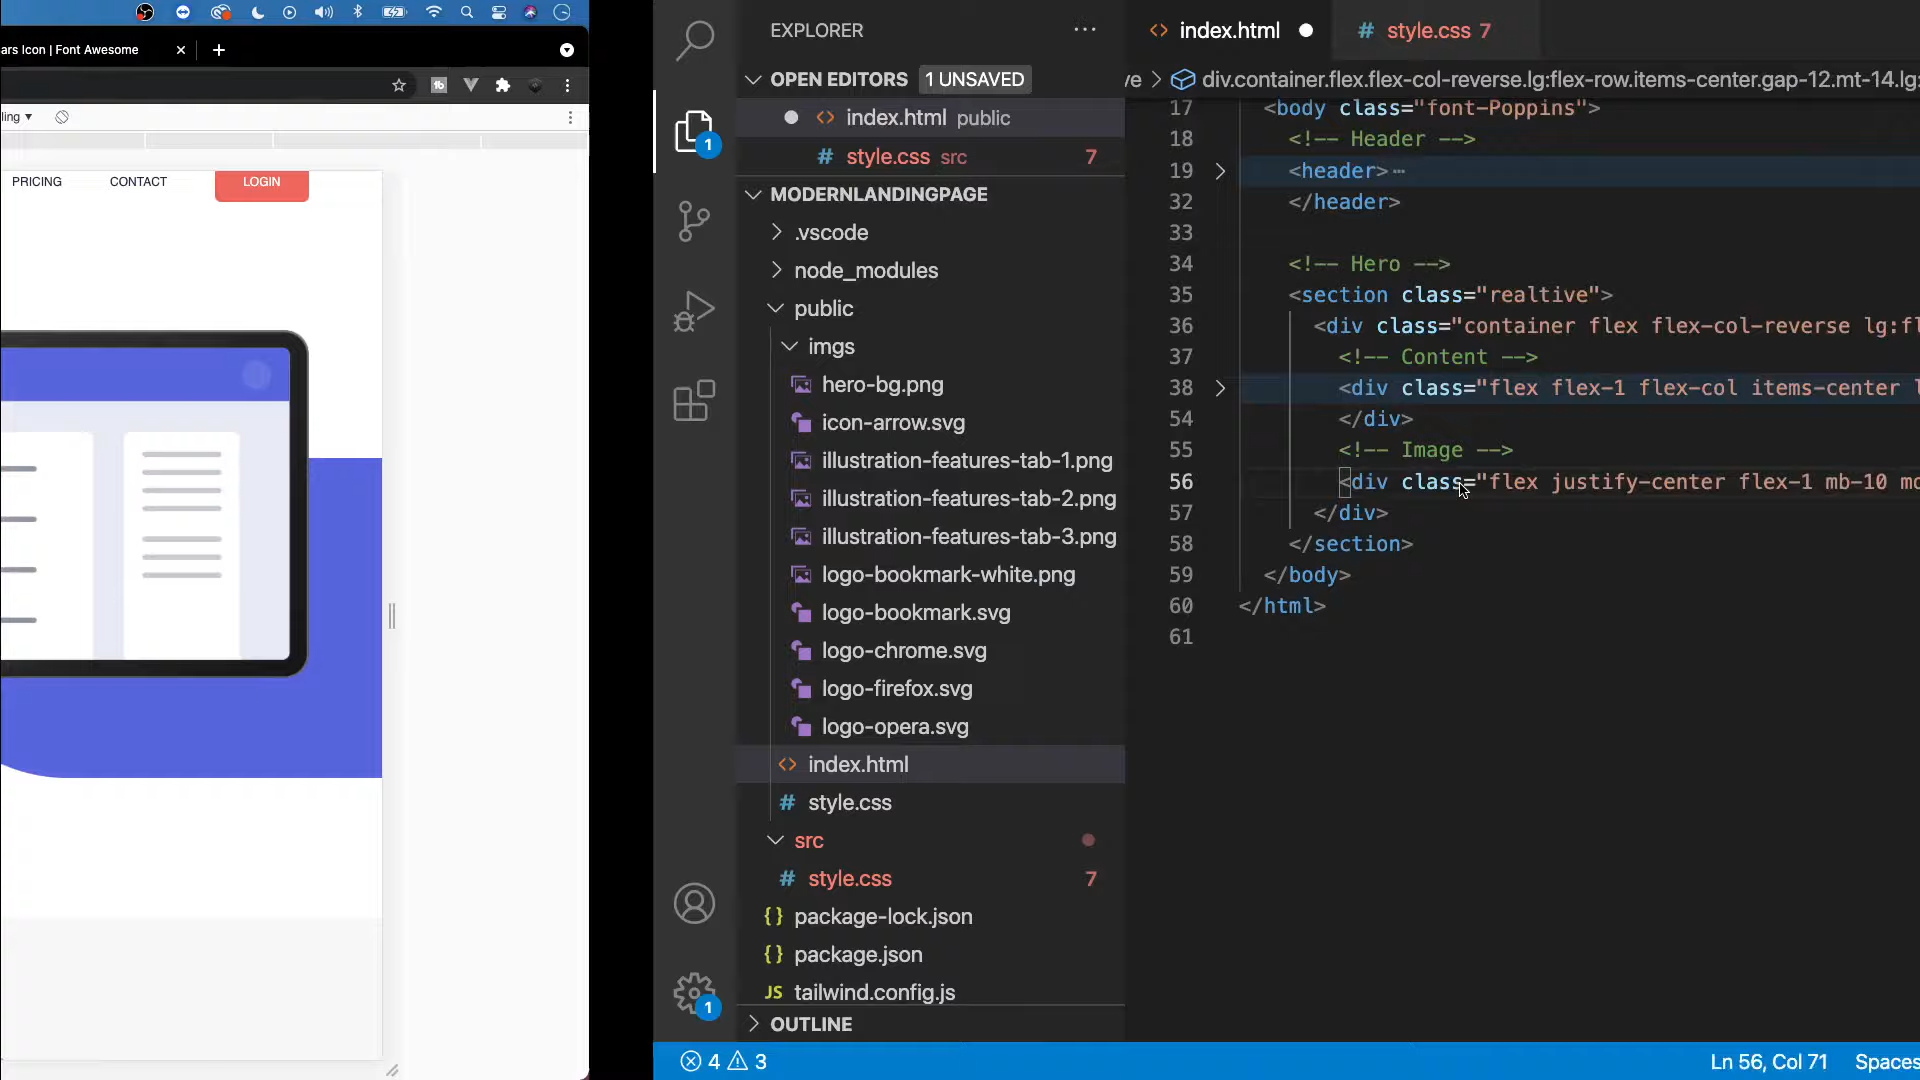 ars Icon | Font Awesome
ling
PRICING
CONTACT
LOGIN
EXPLORER
OPEN EDITORS
1 UNSAVED
index.html public
style.css src 7
MODERNLANDINGPAGE
.vscode
node_modules
public
imgs
hero-bg.png
icon-arrow.svg
illustration-features-tab-1.png
illustration-features-tab-2.png
illustration-features-tab-3.png
logo-bookmark-white.png
logo-bookmark.svg
logo-chrome.svg
logo-firefox.svg
logo-opera.svg
index.html
style.css
src
style.css 7
package-lock.json
package.json
tailwind.config.js
OUTLINE
1
1
index.html
style.css 7
ve > div.container.flex.flex-col-reverse.lg:flex-row.items-center.gap-12.mt-14.lg:
17 <body class="font-Poppins">
18 <!-- Header -->
19 <header>⋯
32 </header>
33
34 <!-- Hero -->
35 <section class="realtive">
36 <div class="container flex flex-col-reverse lg:fl
37 <!-- Content -->
38 <div class="flex flex-1 flex-col items-center l
54 </div>
55 <!-- Image -->
56 <div class="flex justify-center flex-1 mb-10 mo
57 </div>
58 </section>
59 </body>
60 </html>
61
4 3
Ln 56, Col 71
Spaces